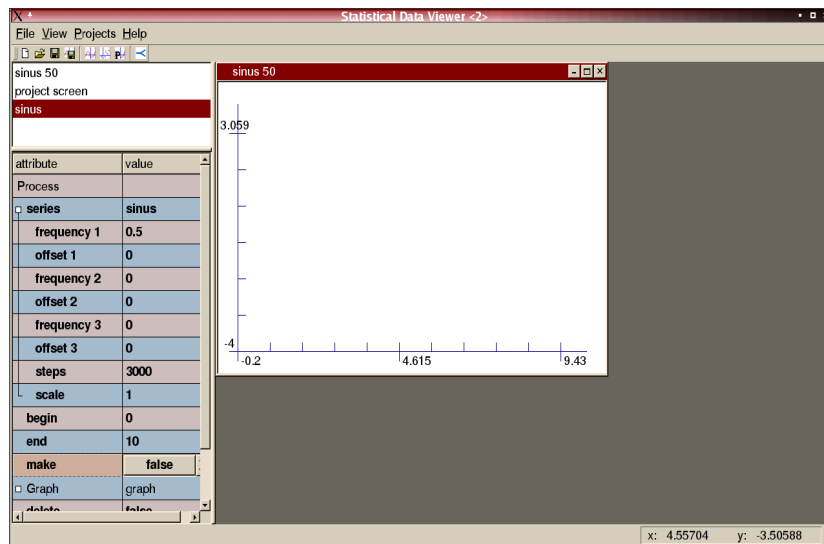 Statistical Data Viewer <2>
File View Projects Help
sinus 50
project screen
sinus
attribute value
Process
series sinus
frequency 1 0.5
offset 1 0
frequency 2 0
offset 2 0
frequency 3 0
offset 3 0
steps 3000
scale 1
begin 0
end 10
make false
Graph graph
delete false
sinus 50
3.059
-4
-0.2 4.615 9.43
x: 4.55704 y: -3.50588